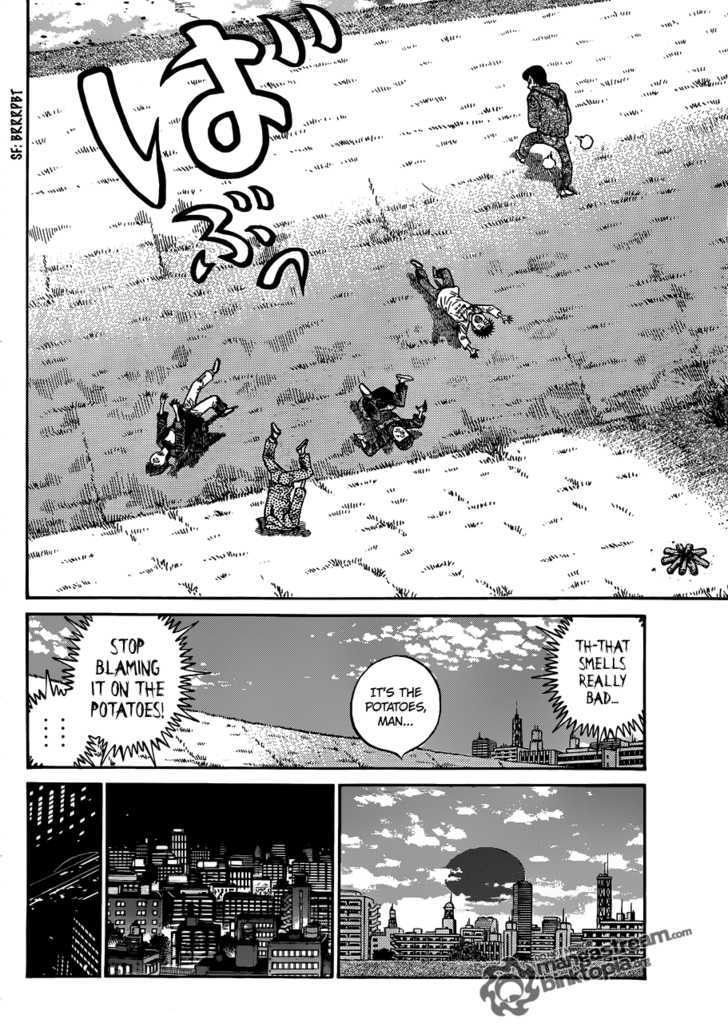 SF: BRRRPBT
ばぶっ
TH-THAT
SMELLS
REALLY
BAD...
IT'S THE
POTATOES,
MAN...
STOP
BLAMING
IT ON THE
POTATOES!
......
mangastream.com
binktopia